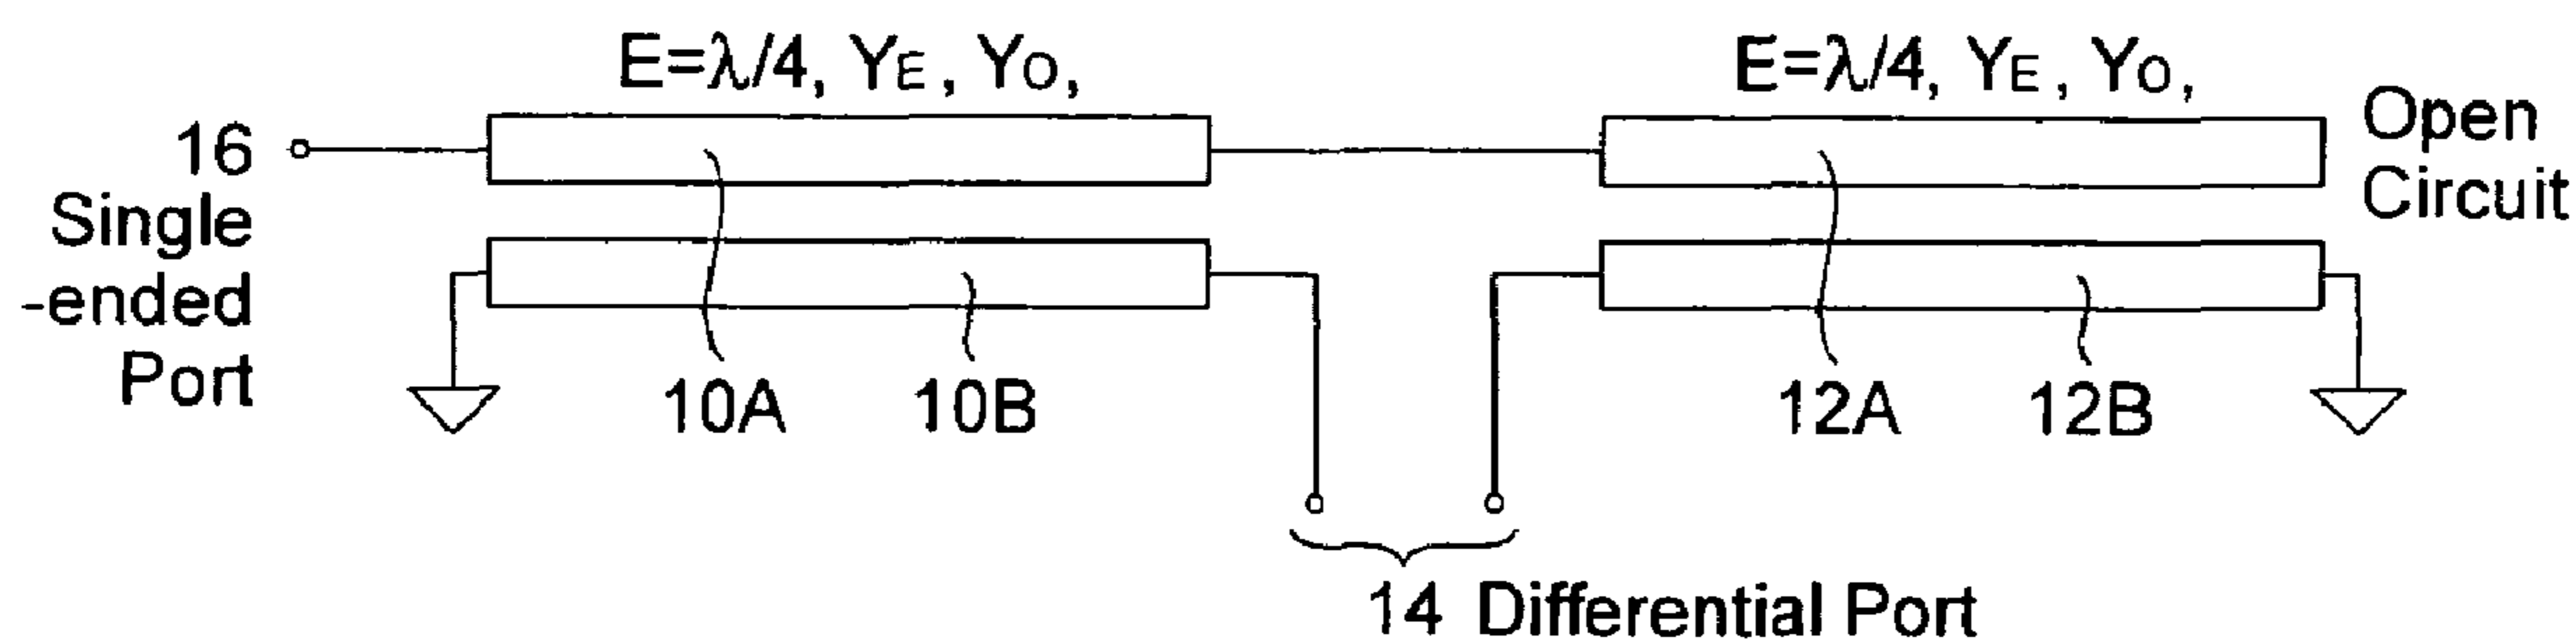 E=λ/4, YE, YO,
E=λ/4, YE, YO,
16
Single
-ended
Port
Open
Circuit
10A
10B
12A
12B
14 Differential Port